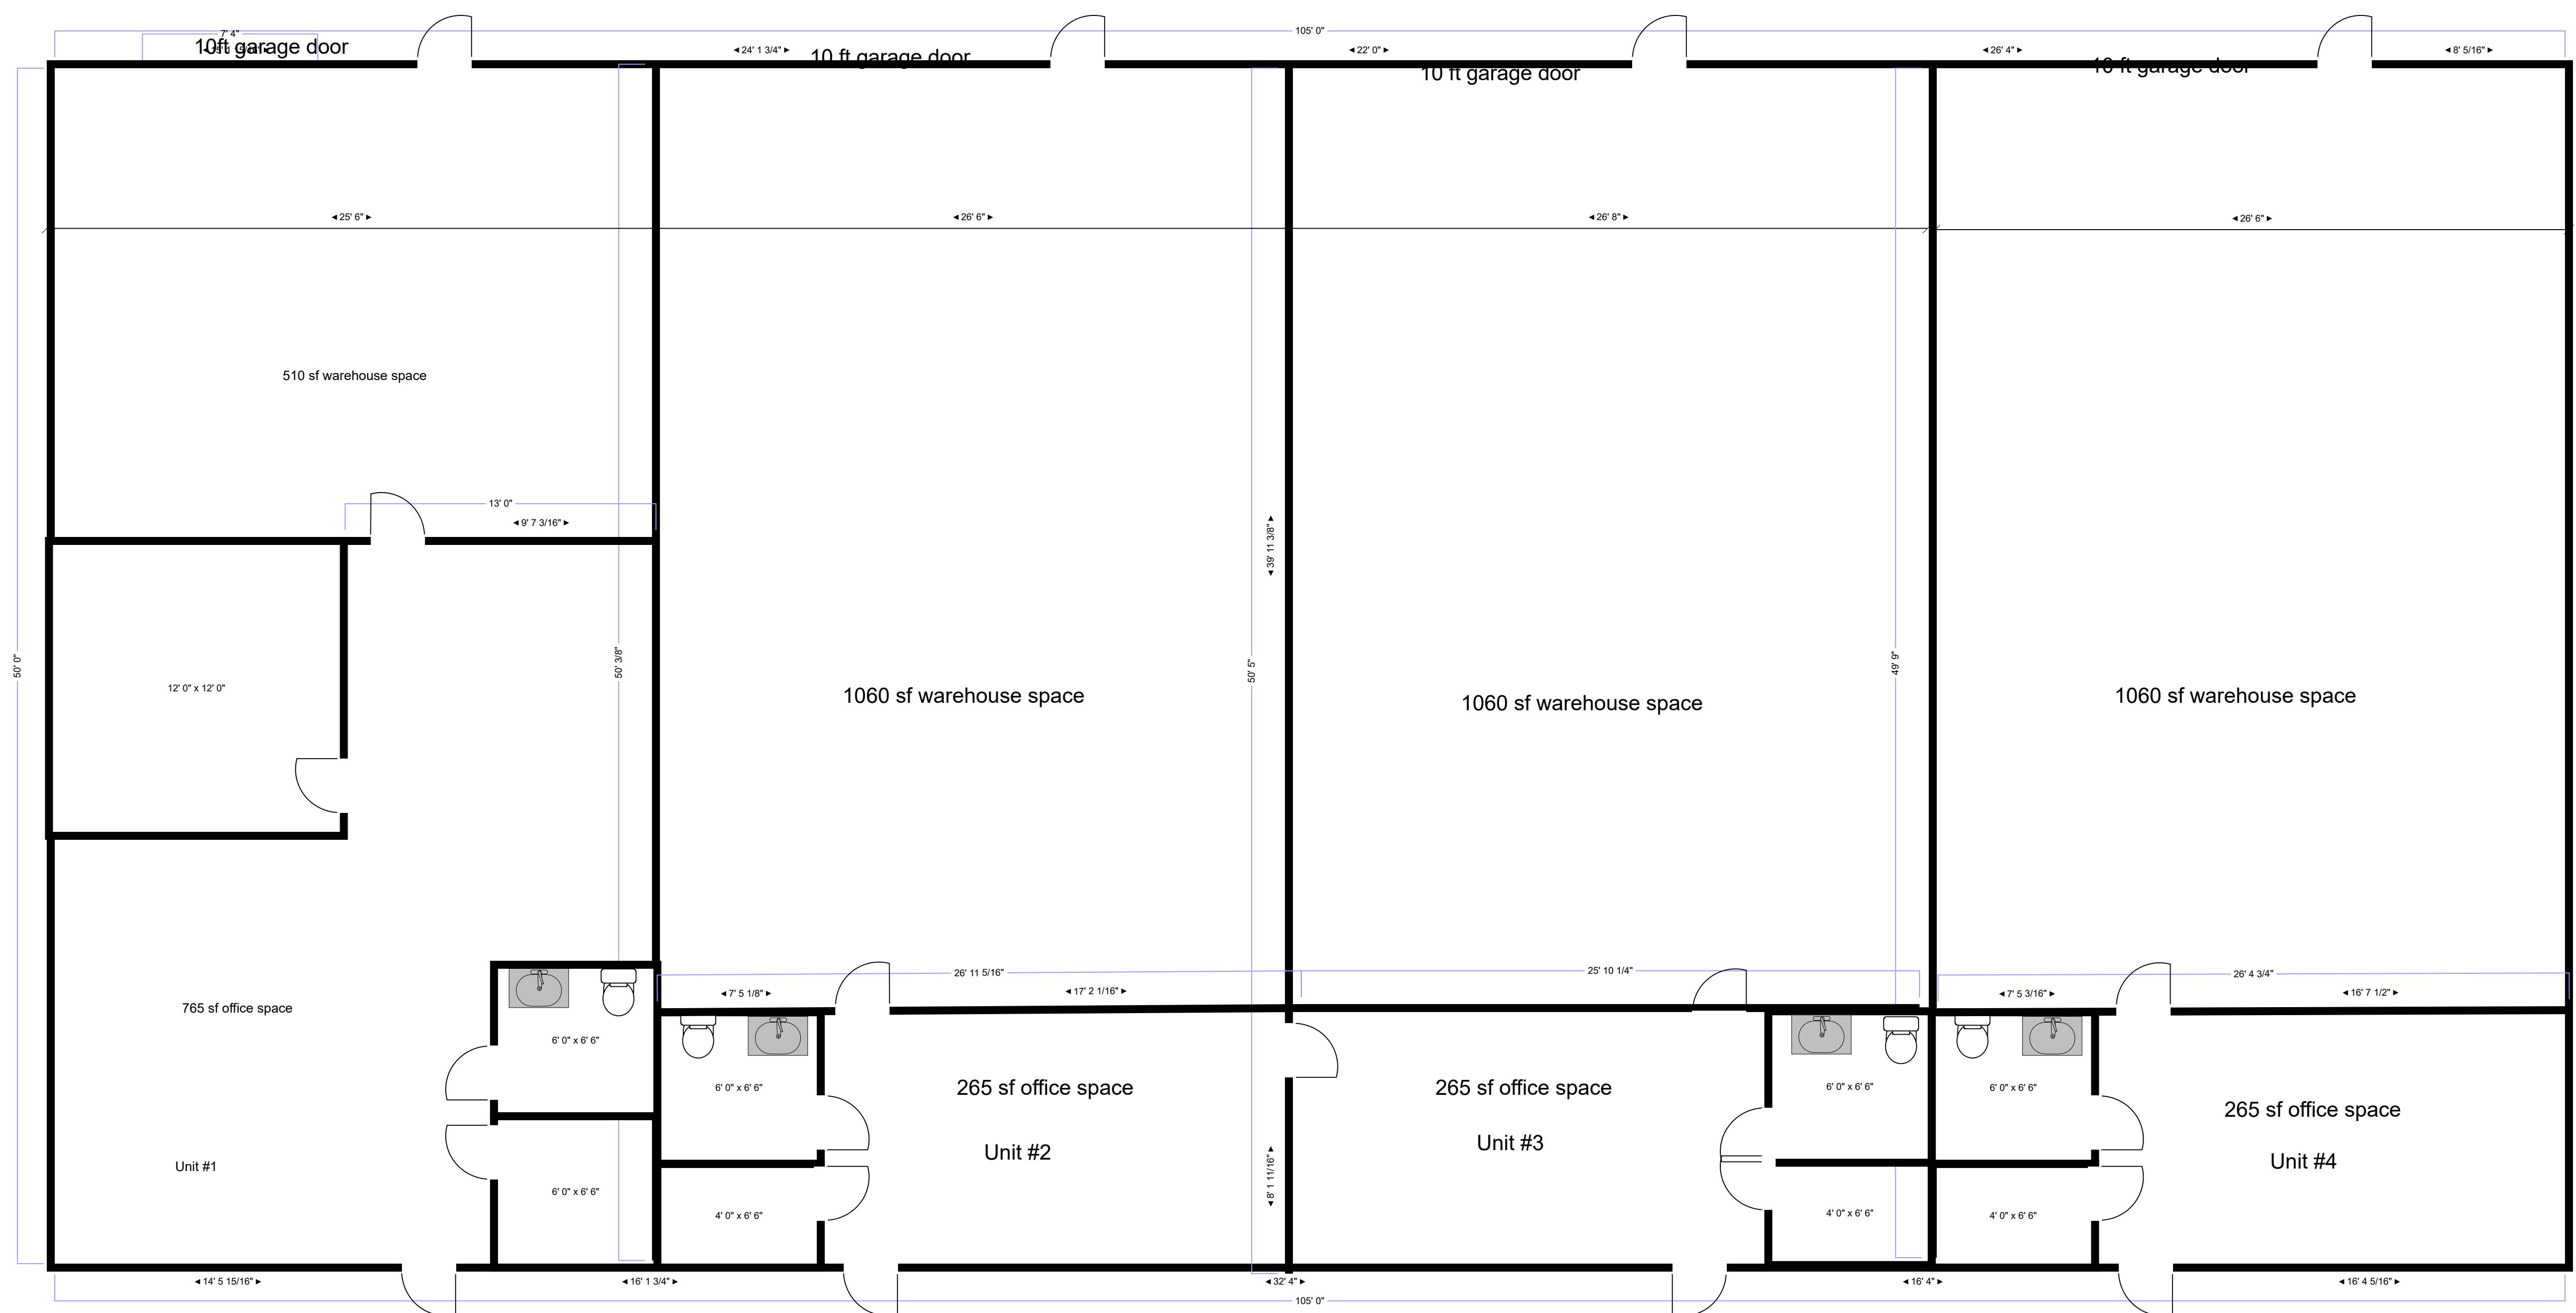 105' 0"
7' 4"
10ft garage door
24' 1 3/4"
10 ft garage door
22' 0"
10 ft garage door
26' 4"
10 ft garage door
8' 5/16"
25' 6"
26' 6"
26' 8"
26' 6"
510 sf warehouse space
13' 0"
9' 7 3/16"
39' 11 3/8"
50' 0"
50' 3/8"
50' 5"
49' 9"
12' 0" x 12' 0"
1060 sf warehouse space
1060 sf warehouse space
1060 sf warehouse space
26' 11 5/16"
25' 10 1/4"
26' 4 3/4"
7' 5 1/8"
17' 2 1/16"
7' 5 3/16"
16' 7 1/2"
765 sf office space
6' 0" x 6' 6"
6' 0" x 6' 6"
265 sf office space
265 sf office space
6' 0" x 6' 6"
6' 0" x 6' 6"
265 sf office space
Unit #1
Unit #2
Unit #3
Unit #4
6' 0" x 6' 6"
8' 1 11/16"
4' 0" x 6' 6"
4' 0" x 6' 6"
4' 0" x 6' 6"
14' 5 15/16"
16' 1 3/4"
32' 4"
16' 4"
16' 4 5/16"
105' 0"